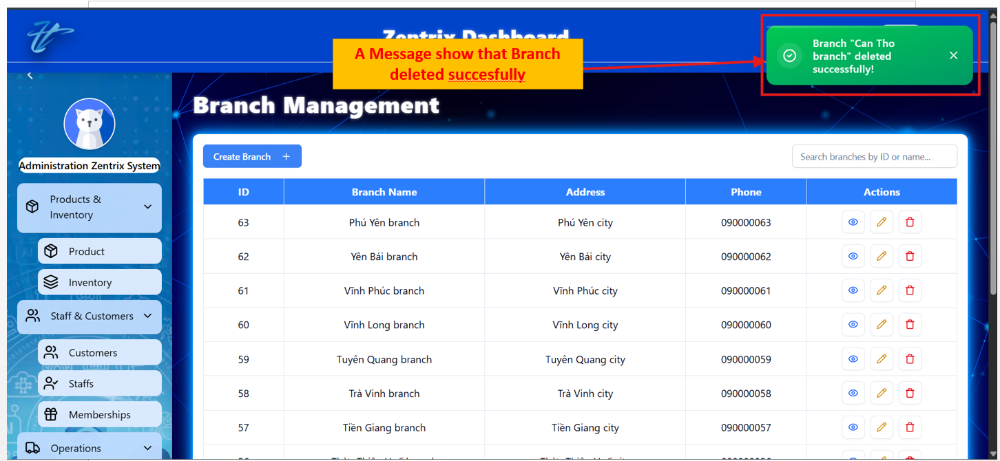 Zentrix Dashboard
A Message show that Branch
deleted succesfully
Branch "Can Tho
branch" deleted
successfully!
Administration Zentrix System
Products &
Inventory
Product
Inventory
Staff & Customers
Customers
Staffs
Memberships
Operations
Branch Management
Create Branch +
Search branches by ID or name...
ID Branch Name Address Phone Actions
63 Phú Yên branch Phú Yên city 090000063
62 Yên Bái branch Yên Bái city 090000062
61 Vĩnh Phúc branch Vĩnh Phúc city 090000061
60 Vĩnh Long branch Vĩnh Long city 090000060
59 Tuyên Quang branch Tuyên Quang city 090000059
58 Trà Vinh branch Trà Vinh city 090000058
57 Tiền Giang branch Tiền Giang city 090000057